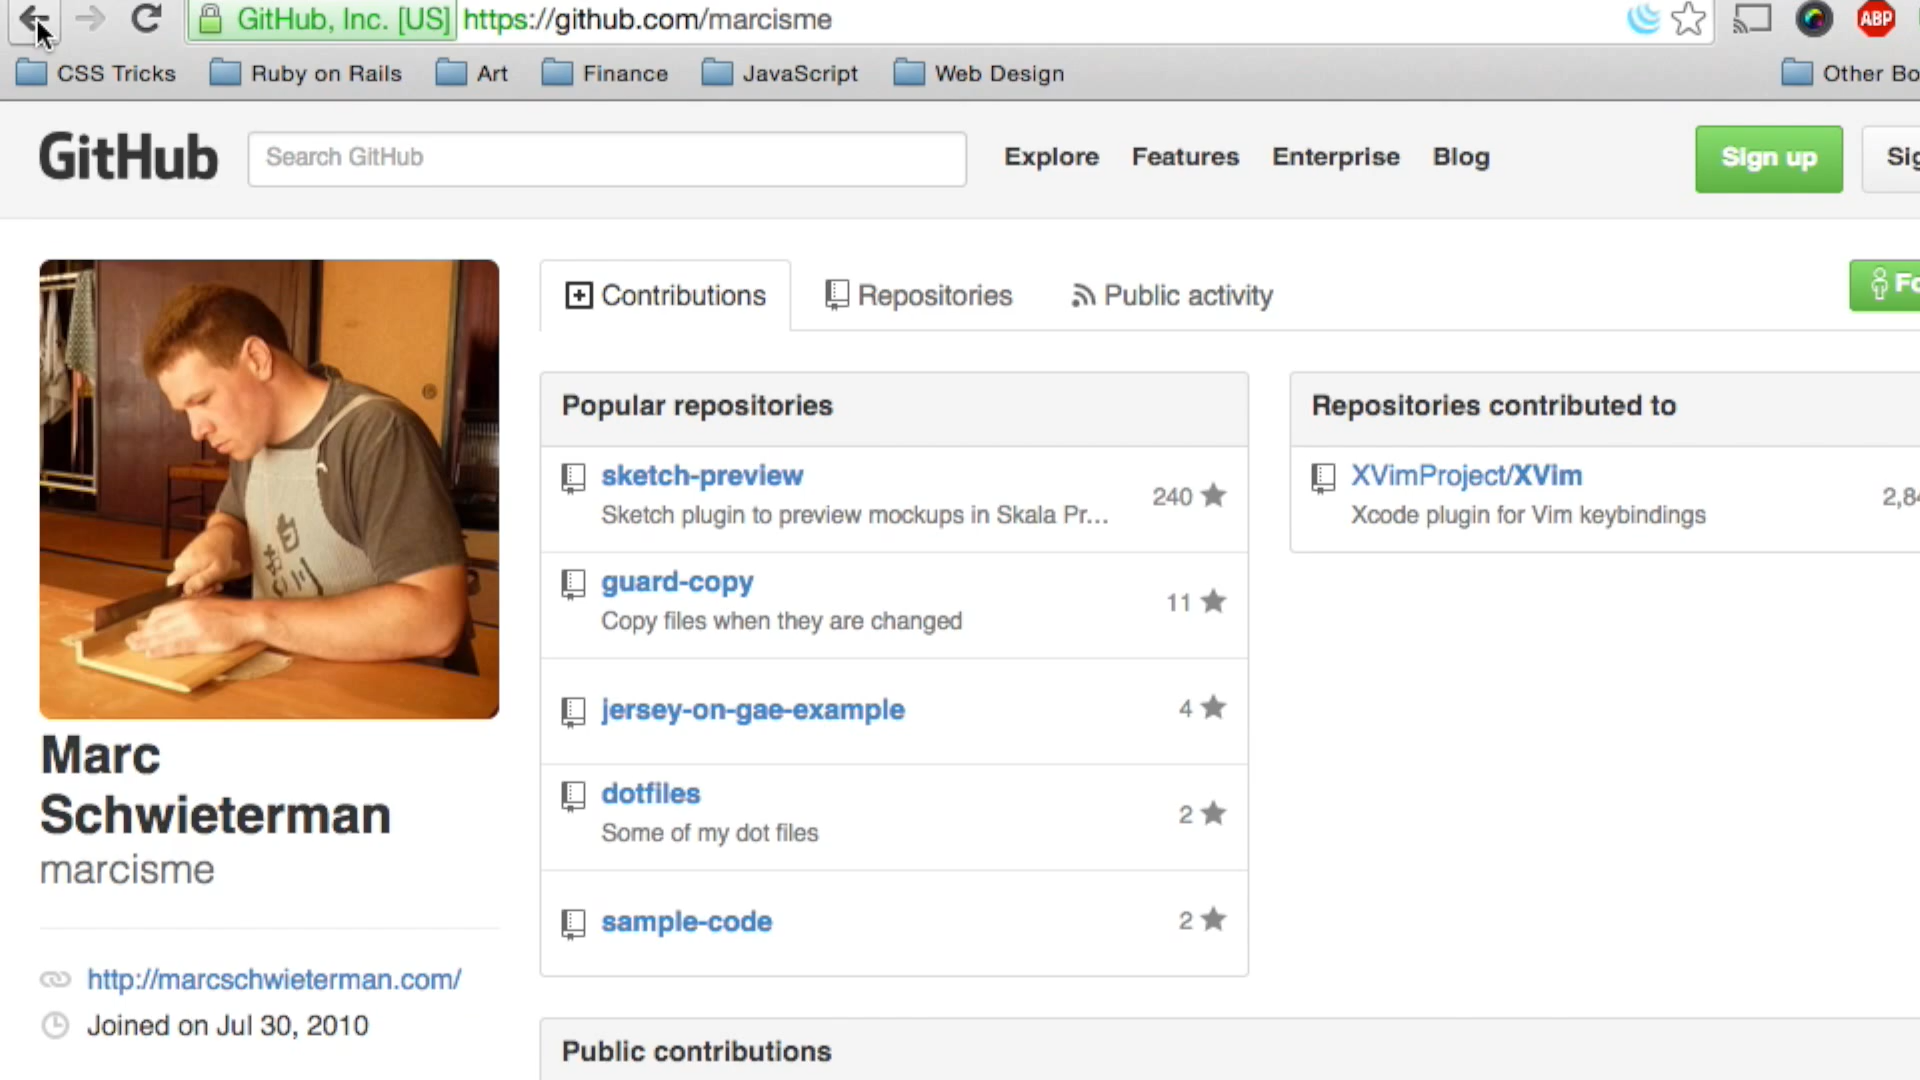 GitHub, Inc. [US] https://github.com/marcisme
ABP
CSS Tricks Ruby on Rails Art Finance JavaScript Web Design Other Bo
GitHub Search GitHub Explore Features Enterprise Blog Sign up Sig
Contributions Repositories Public activity Fo
Popular repositories
sketch-preview
Sketch plugin to preview mockups in Skala Pr...
240
guard-copy
Copy files when they are changed
11
jersey-on-gae-example
4
dotfiles
Some of my dot files
2
sample-code
2
Repositories contributed to
XVimProject/XVim
Xcode plugin for Vim keybindings
2,84
Marc
Schwieterman
marcisme
http://marcschwieterman.com/
Joined on Jul 30, 2010
Public contributions